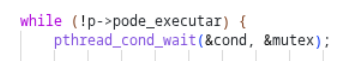 while (!p->pode_executar) {
pthread_cond_wait(&cond, &mutex);